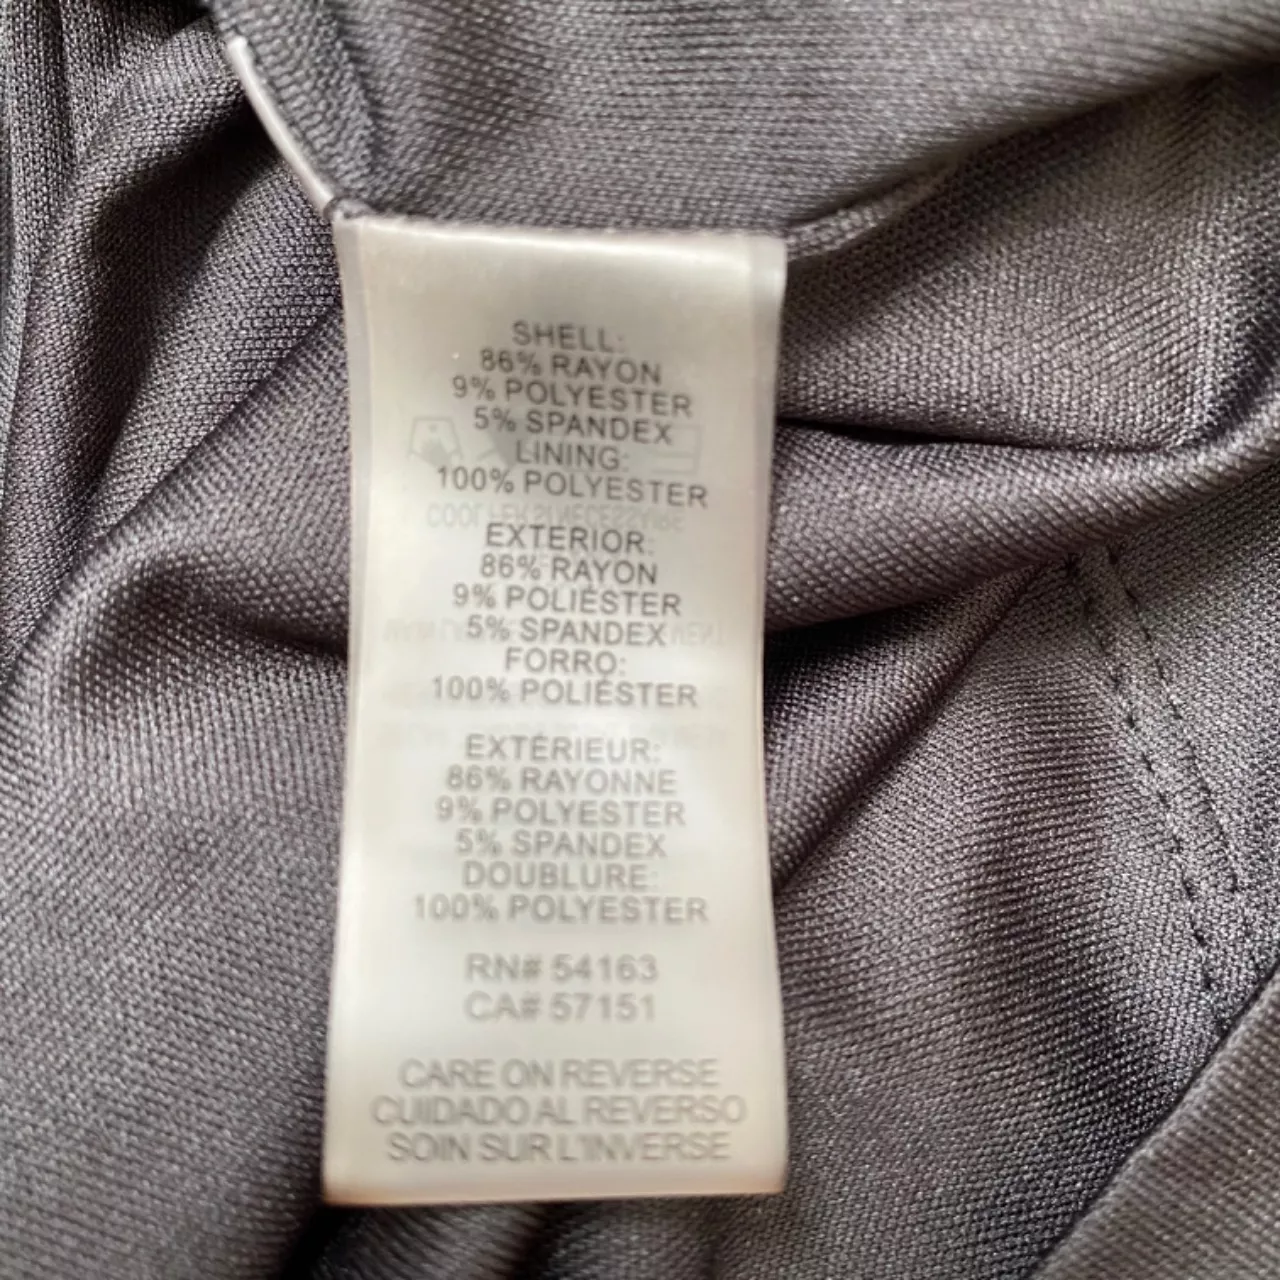 SHELL:
86% RAYON
9% POLYESTER
5% SPANDEX
LINING:
100% POLYESTER
EXTERIOR:
86% RAYON
9% POLIÉSTER
5% SPANDEX
FORRO:
100% POLIÉSTER
EXTÉRIEUR:
86% RAYONNE
9% POLYESTER
5% SPANDEX
DOUBLURE:
100% POLYESTER
RN# 54163
CA# 57151
CARE ON REVERSE
CUIDADO AL REVERSO
SOIN SUR L'INVERSE